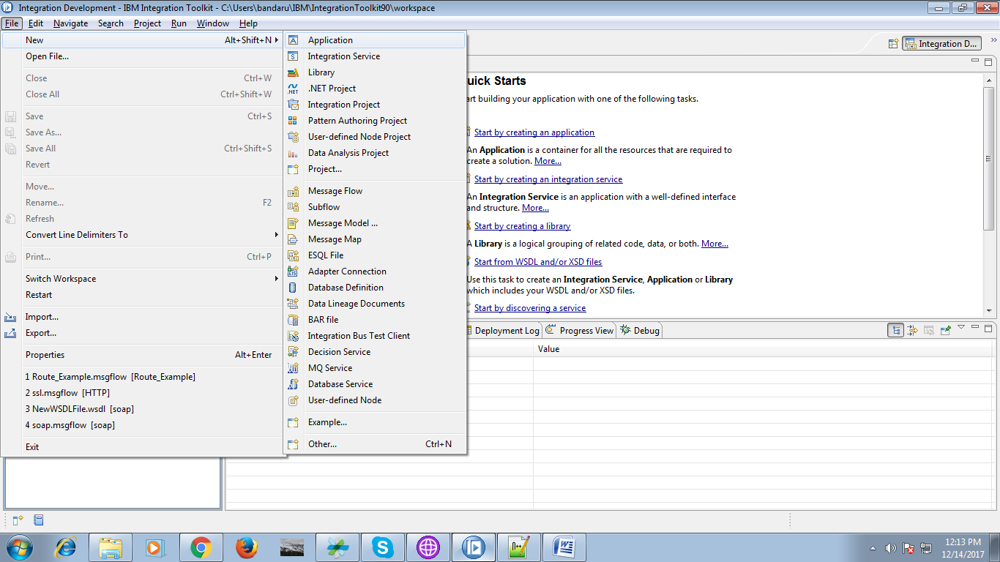 Integration Development - IBM Integration Toolkit - C:\Users\bandaru\IBM\IntegrationToolkit90\workspace
File Edit Navigate Search Project Run Window Help
New Alt+Shift+N
Open File...
Close Ctrl+W
Close All Ctrl+Shift+W
Save Ctrl+S
Save As...
Save All Ctrl+Shift+S
Revert
Move...
Rename... F2
Refresh
Convert Line Delimiters To
Print... Ctrl+P
Switch Workspace
Restart
Import...
Export...
Properties Alt+Enter
1 Route_Example.msgflow [Route_Example]
2 ssl.msgflow [HTTP]
3 NewWSDLFile.wsdl [soap]
4 soap.msgflow [soap]
Exit
Application
Integration Service
Library
.NET Project
Integration Project
Pattern Authoring Project
User-defined Node Project
Data Analysis Project
Project...
Message Flow
Subflow
Message Model ...
Message Map
ESQL File
Adapter Connection
Database Definition
Data Lineage Documents
BAR file
Integration Bus Test Client
Decision Service
MQ Service
Database Service
User-defined Node
Example...
Other... Ctrl+N
Integration D...
uick Starts
art building your application with one of the following tasks.
Start by creating an application
An Application is a container for all the resources that are required to
create a solution. More...
Start by creating an integration service
An Integration Service is an application with a well-defined interface
and structure. More...
Start by creating a library
A Library is a logical grouping of related code, data, or both. More...
Start from WSDL and/or XSD files
Use this task to create an Integration Service, Application or Library
which includes your WSDL and/or XSD files.
Start by discovering a service
Deployment Log Progress View Debug
Value
12:13 PM
12/14/2017